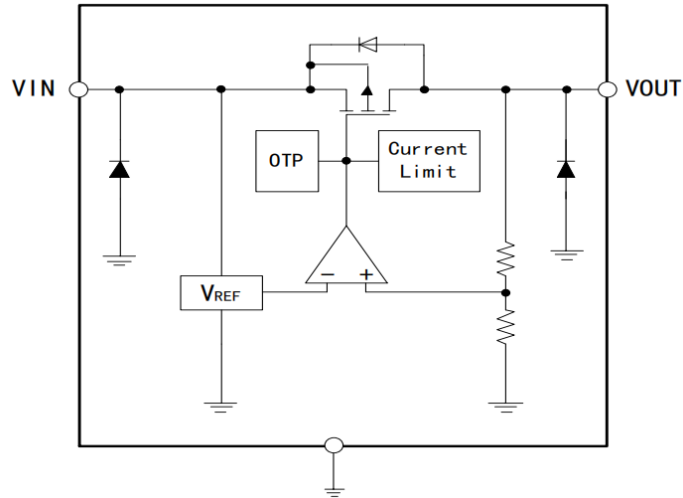 VIN
VOUT
OTP
Current
Limit
− +
VREF